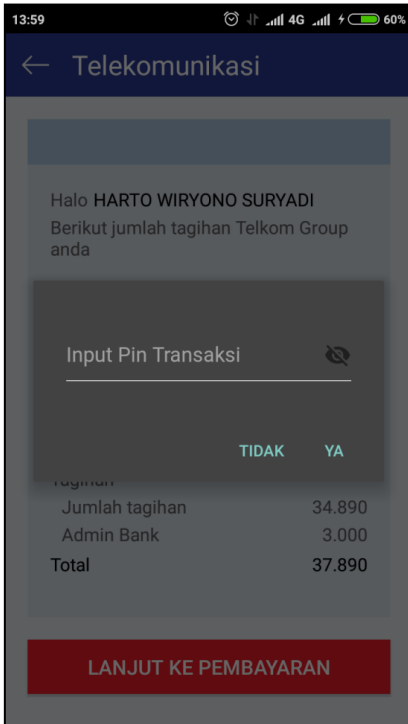 13:59
4G
60%
Telekomunikasi
Halo HARTO WIRYONO SURYADI
Berikut jumlah tagihan Telkom Group
anda
Input Pin Transaksi
TIDAK YA
Tagihan
Jumlah tagihan 34.890
Admin Bank 3.000
Total 37.890
LANJUT KE PEMBAYARAN